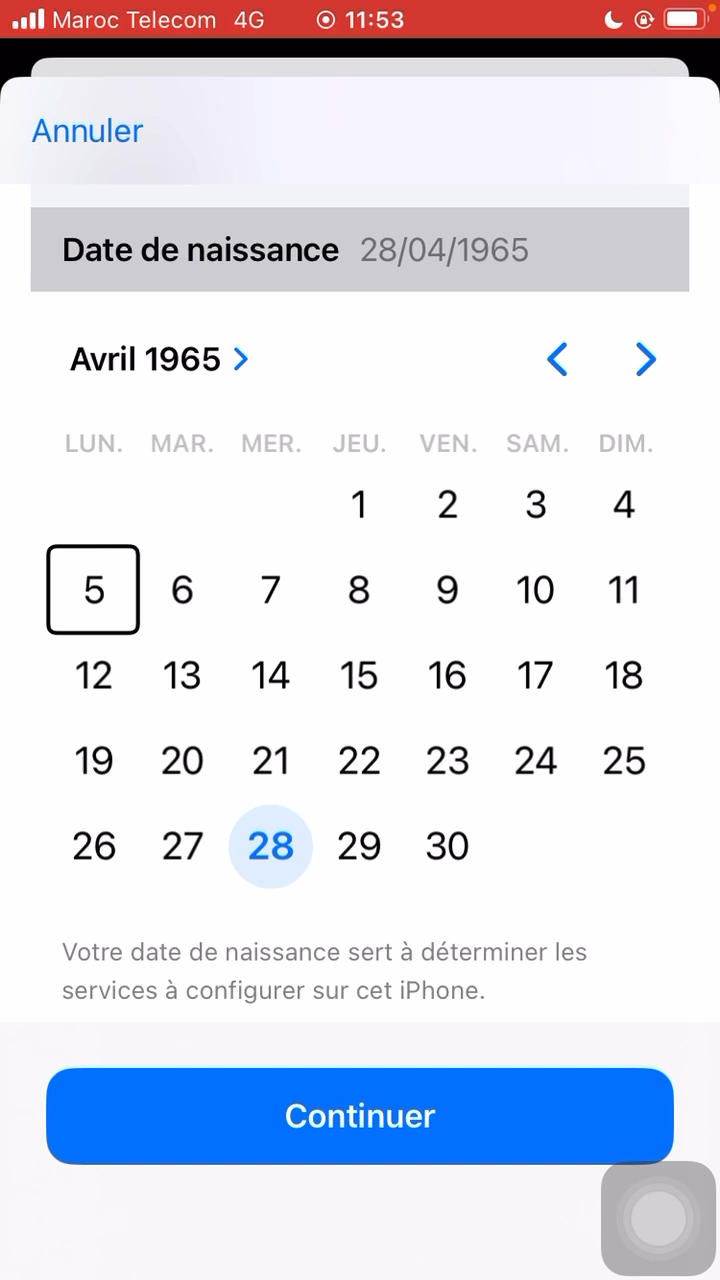 Maroc Telecom 4G 11:53
Annuler
Date de naissance 28/04/1965
Avril 1965
LUN. MAR. MER. JEU. VEN. SAM. DIM.
1 2 3 4
5 6 7 8 9 10 11
12 13 14 15 16 17 18
19 20 21 22 23 24 25
26 27 28 29 30
Votre date de naissance sert à déterminer les
services à configurer sur cet iPhone.
Continuer